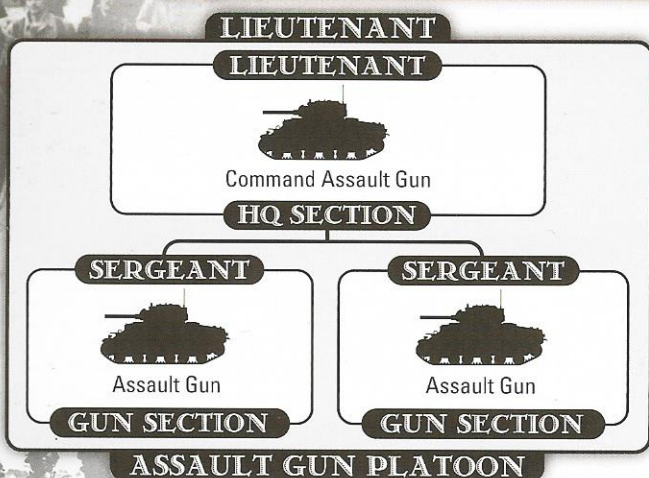 LIEUTENANT
LIEUTENANT
Command Assault Gun
HQ SECTION
SERGEANT
SERGEANT
Assault Gun
Assault Gun
GUN SECTION
GUN SECTION
ASSAULT GUN PLATOON